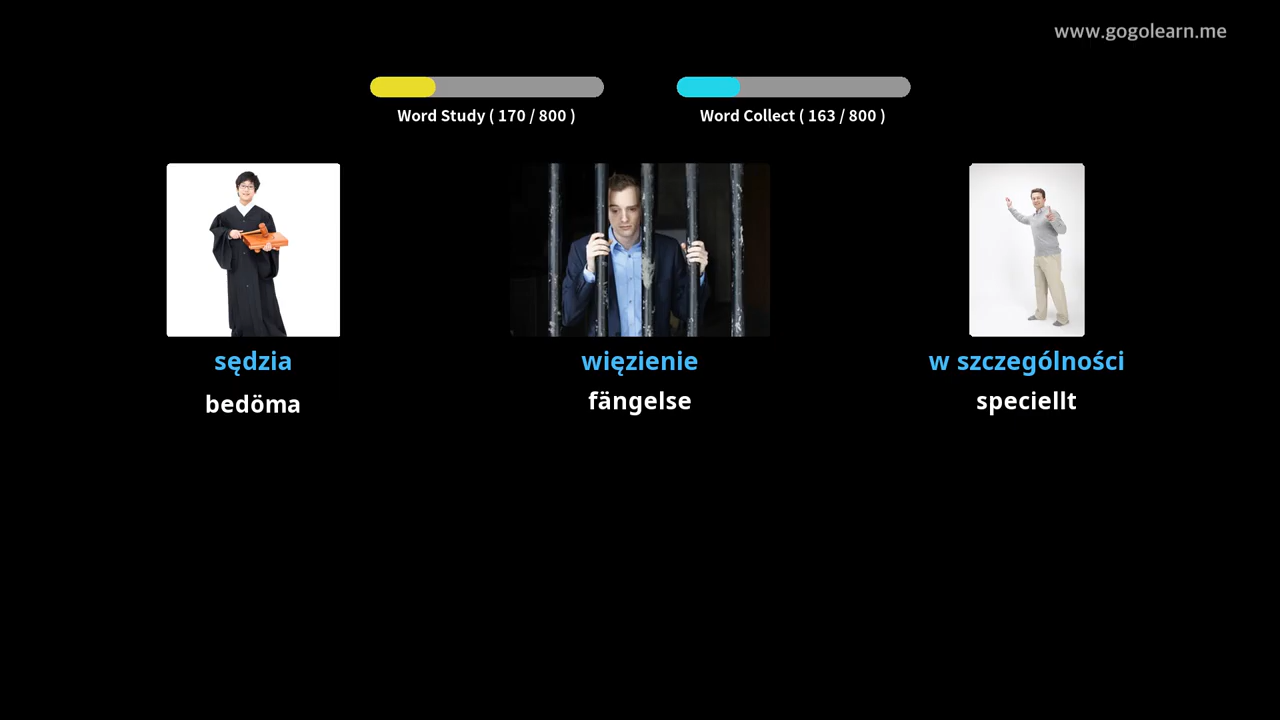 www.gogolearn.me
Word Study ( 170 / 800 )
Word Collect ( 163 / 800 )
sędzia
bedöma
więzienie
fängelse
w szczególności
speciellt